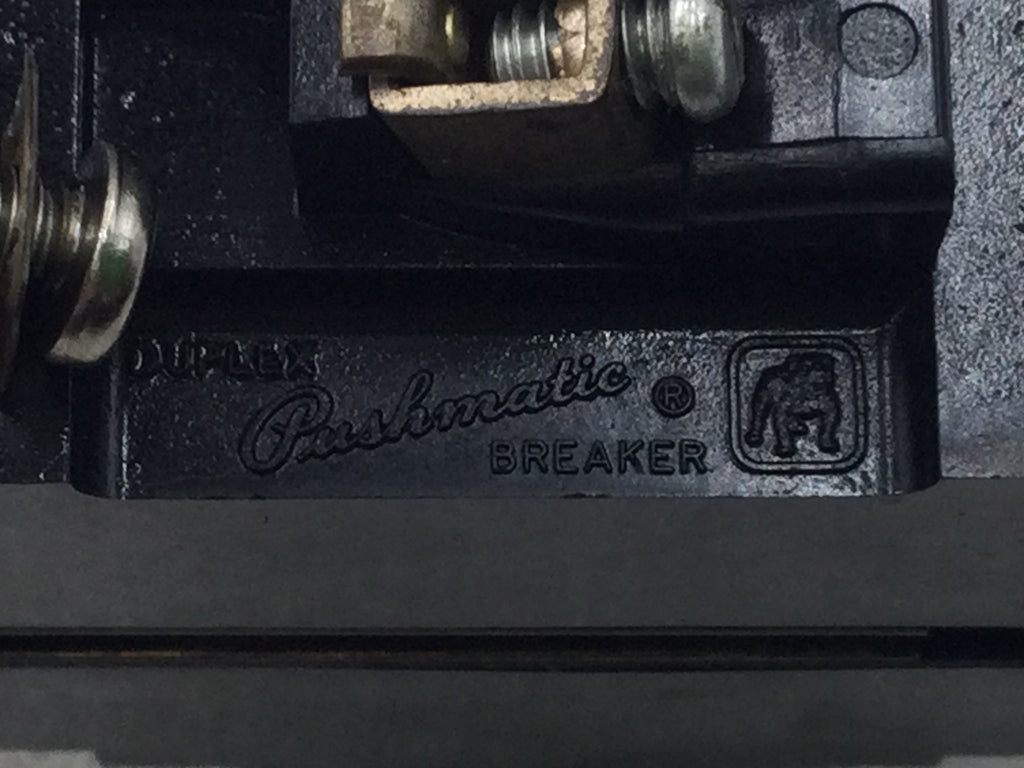 DUPLEX
Pushmatic ®
BREAKER